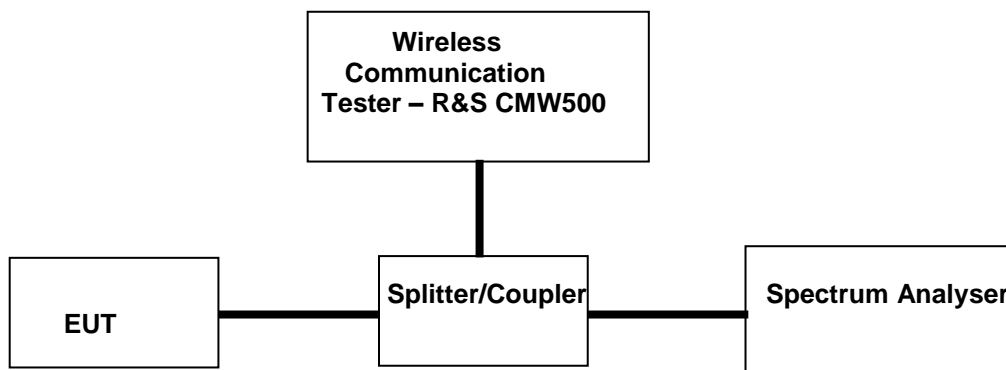 Wireless
Communication
Tester – R&S CMW500
Splitter/Coupler
Spectrum Analyser
EUT